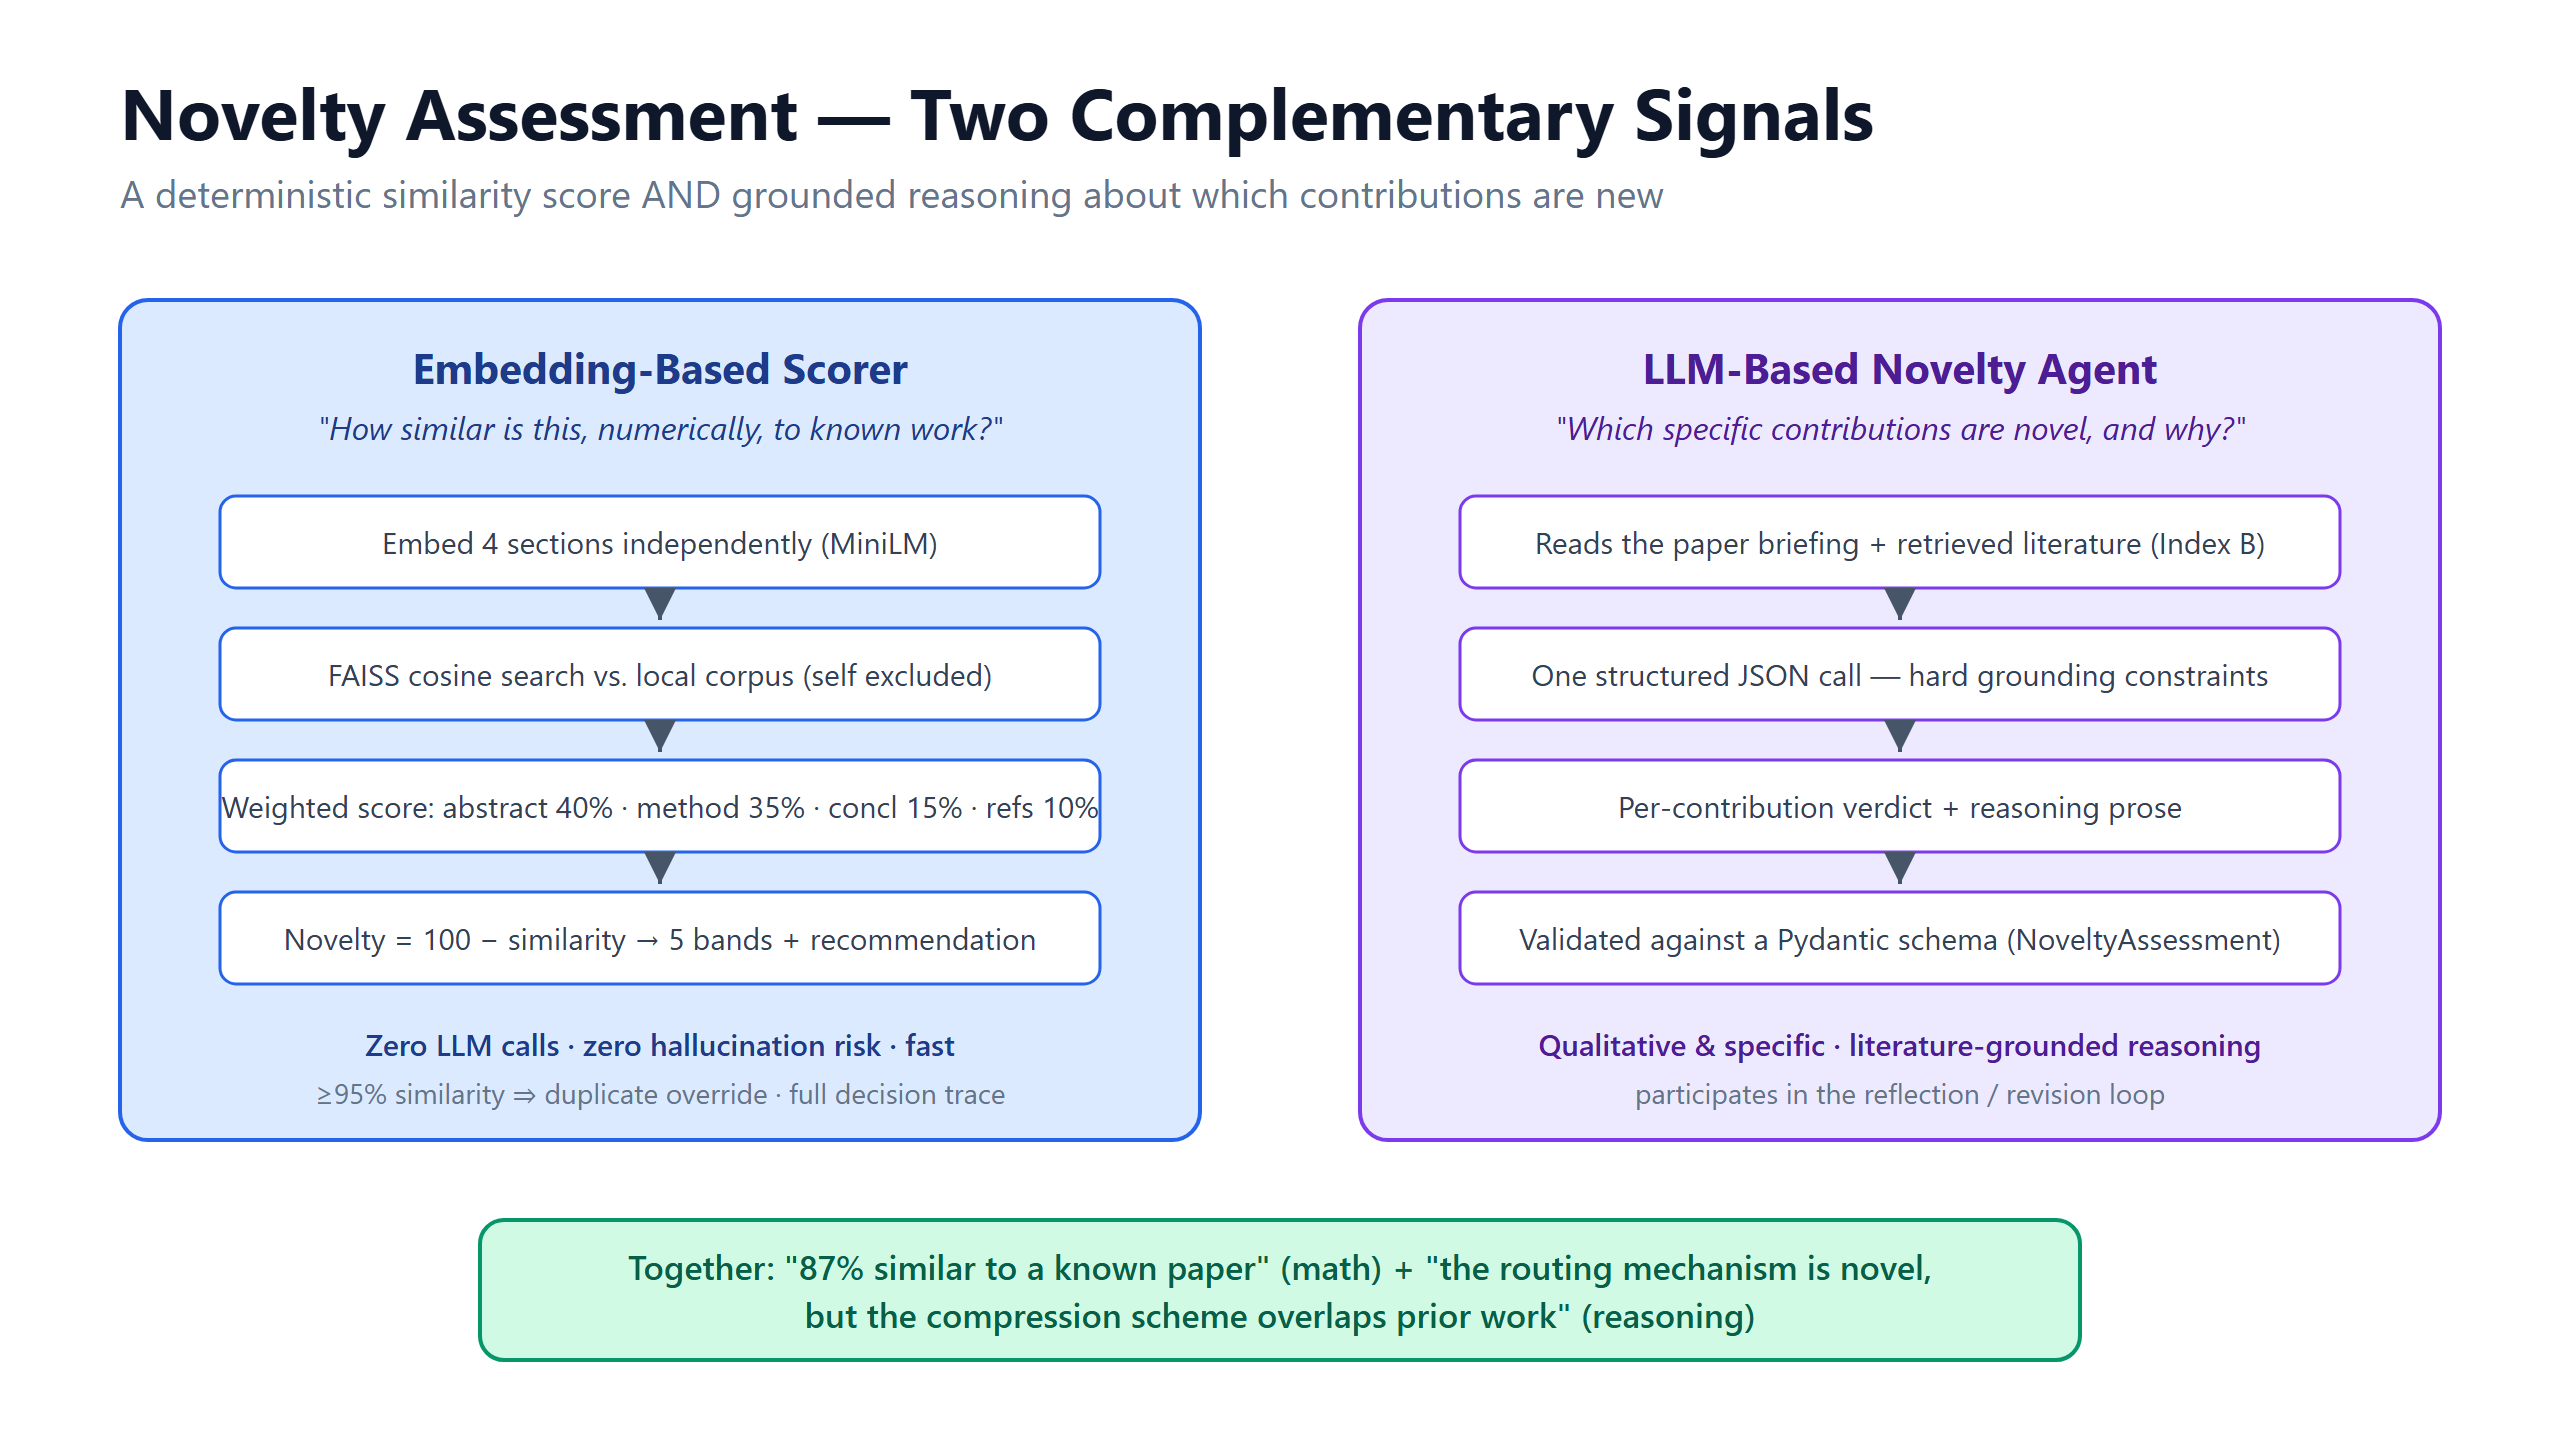 Novelty Assessment — Two Complementary Signals
A deterministic similarity score AND grounded reasoning about which contributions are new
Embedding-Based Scorer
"How similar is this, numerically, to known work?"
Embed 4 sections independently (MiniLM)
FAISS cosine search vs. local corpus (self excluded)
Weighted score: abstract 40% · method 35% · concl 15% · refs 10%
Novelty = 100 − similarity → 5 bands + recommendation
Zero LLM calls · zero hallucination risk · fast
≥95% similarity ⇒ duplicate override · full decision trace
LLM-Based Novelty Agent
"Which specific contributions are novel, and why?"
Reads the paper briefing + retrieved literature (Index B)
One structured JSON call — hard grounding constraints
Per-contribution verdict + reasoning prose
Validated against a Pydantic schema (NoveltyAssessment)
Qualitative & specific · literature-grounded reasoning
participates in the reflection / revision loop
Together: "87% similar to a known paper" (math) + "the routing mechanism is novel,
but the compression scheme overlaps prior work" (reasoning)